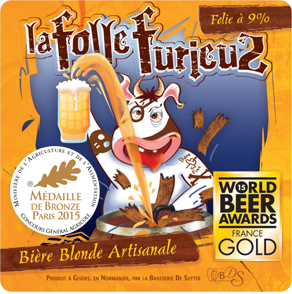 Folie à 9%
la folle furieuz
MINISTÈRE DE L'AGRICULTURE ET DE L'ALIMENTATION
MÉDAILLE
DE BRONZE
PARIS 2015
CONCOURS GÉNÉRAL AGRICOLE
15
WORLD
BEER
AWARDS
FRANCE
GOLD
Bière Blonde Artisanale
PRODUIT À GISORS, EN NORMANDIE, PAR LA BRASSERIE DE SUTTER